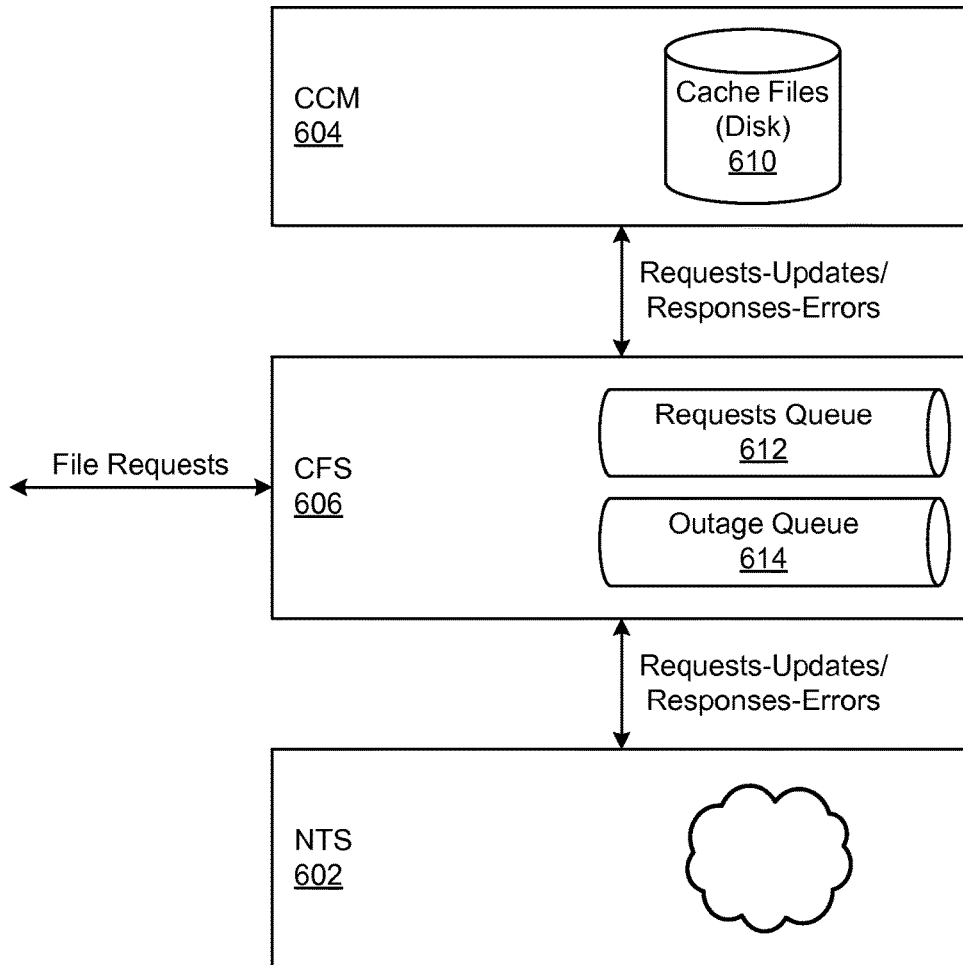 CCM
604
Cache Files
(Disk)
610
Requests-Updates/
Responses-Errors
File Requests
CFS
606
Requests Queue
612
Outage Queue
614
Requests-Updates/
Responses-Errors
NTS
602